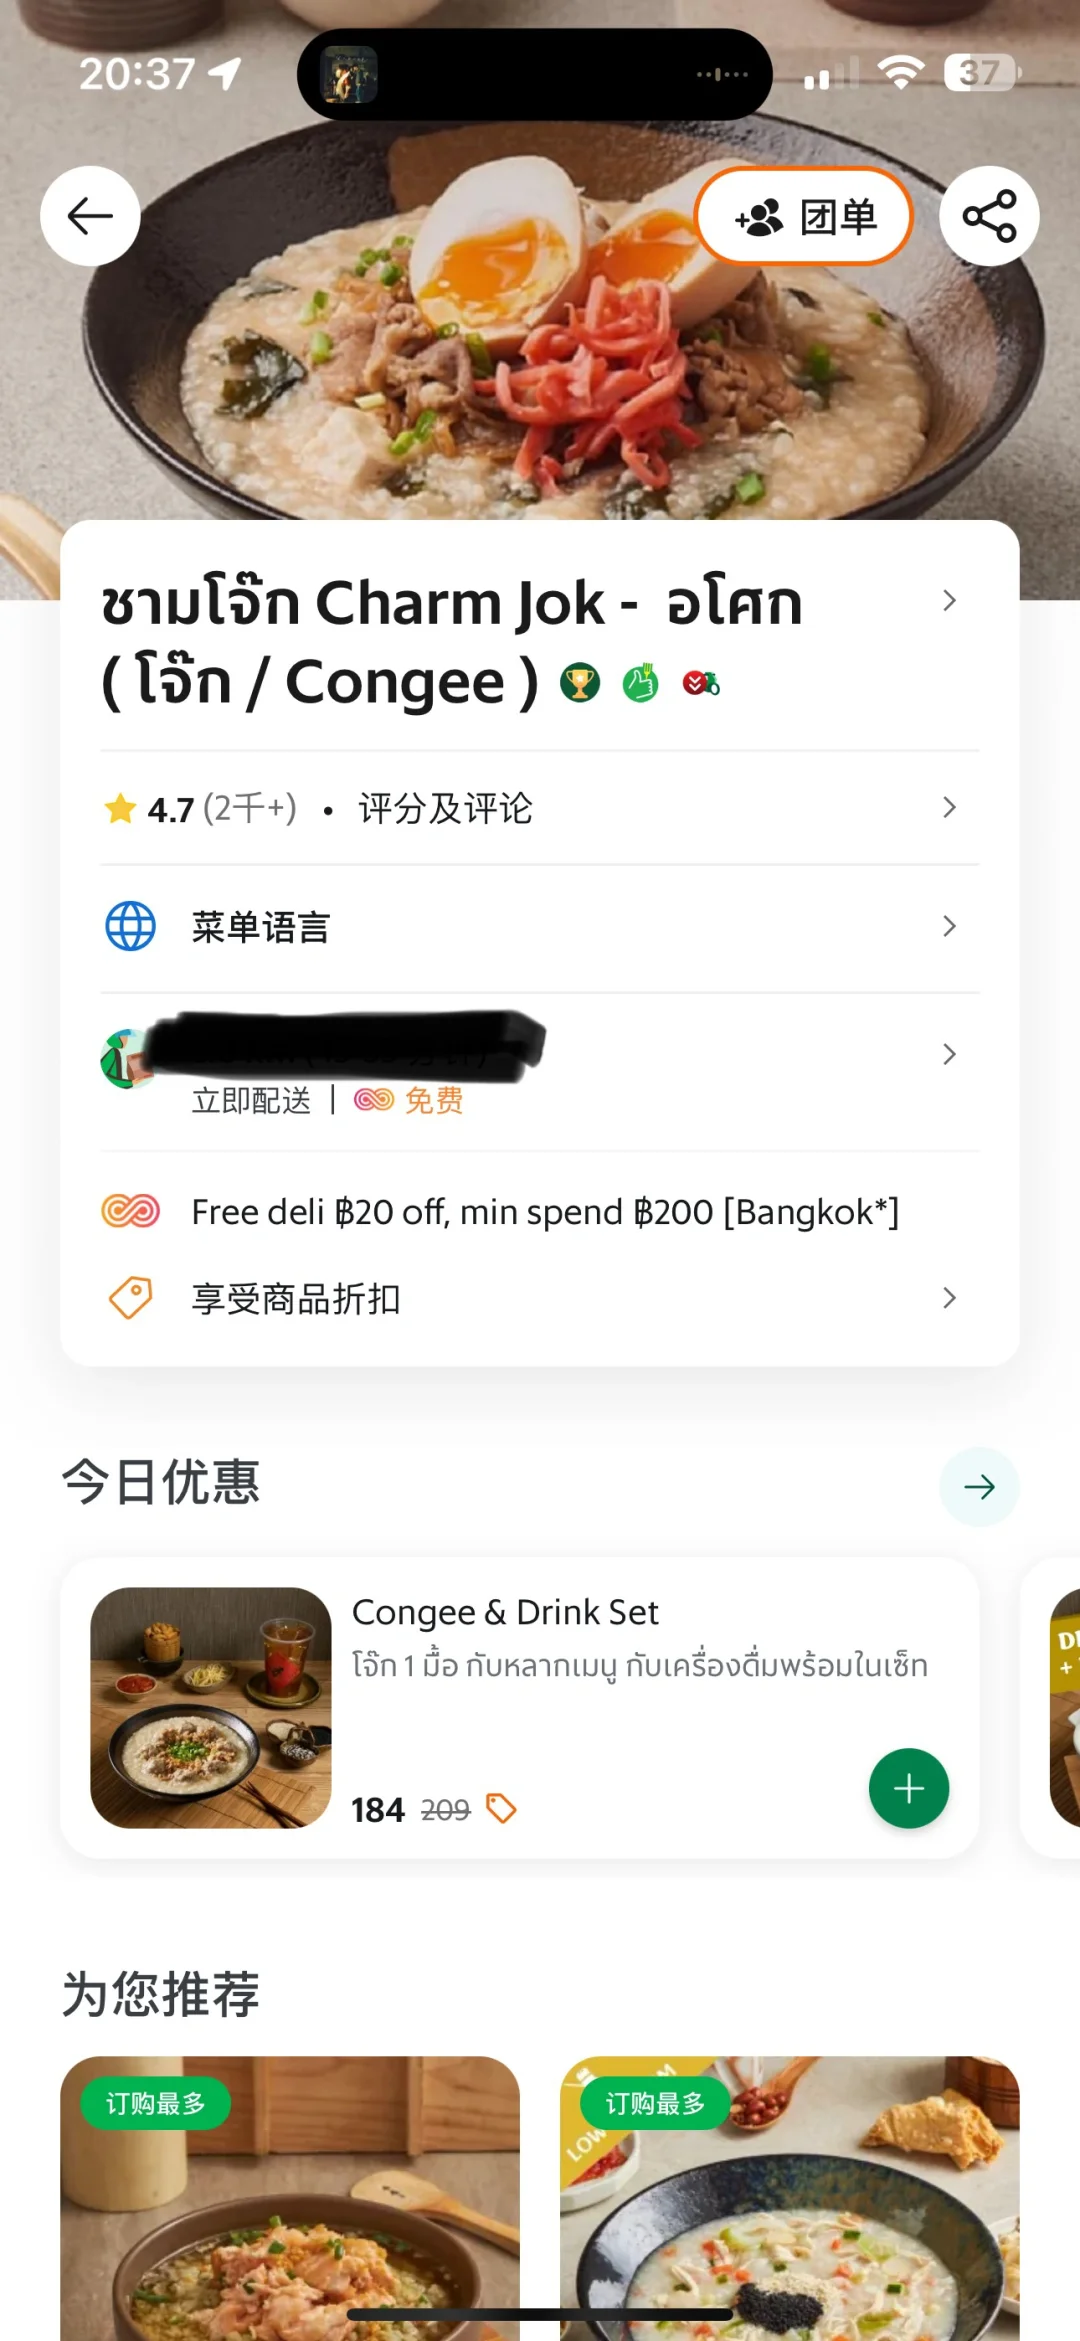 20:37
37
团单
ชามโจ๊ก Charm Jok - อโศก
( โจ๊ก / Congee )
4.7 (2千+) • 评分及评论
菜单语言
立即配送 | 免费
Free deli ฿20 off, min spend ฿200 [Bangkok*]
享受商品折扣
今日优惠
Congee & Drink Set
โจ๊ก 1 มื้อ กับหลากเมนู กับเครื่องดื่มพร้อมในเซ็ท
184 209
为您推荐
订购最多
订购最多
LOW